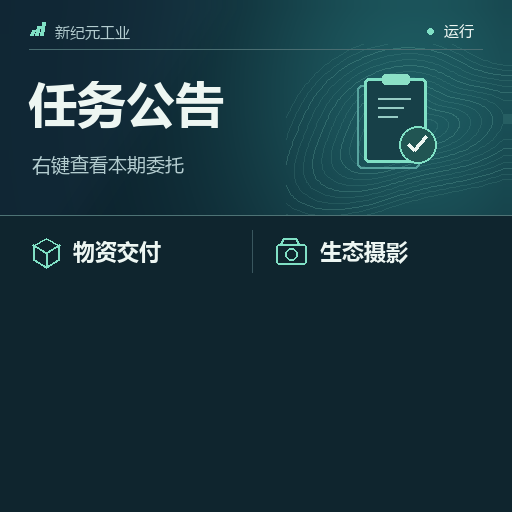 新纪元工业
运行
任务公告
右键查看本期委托
物资交付
生态摄影